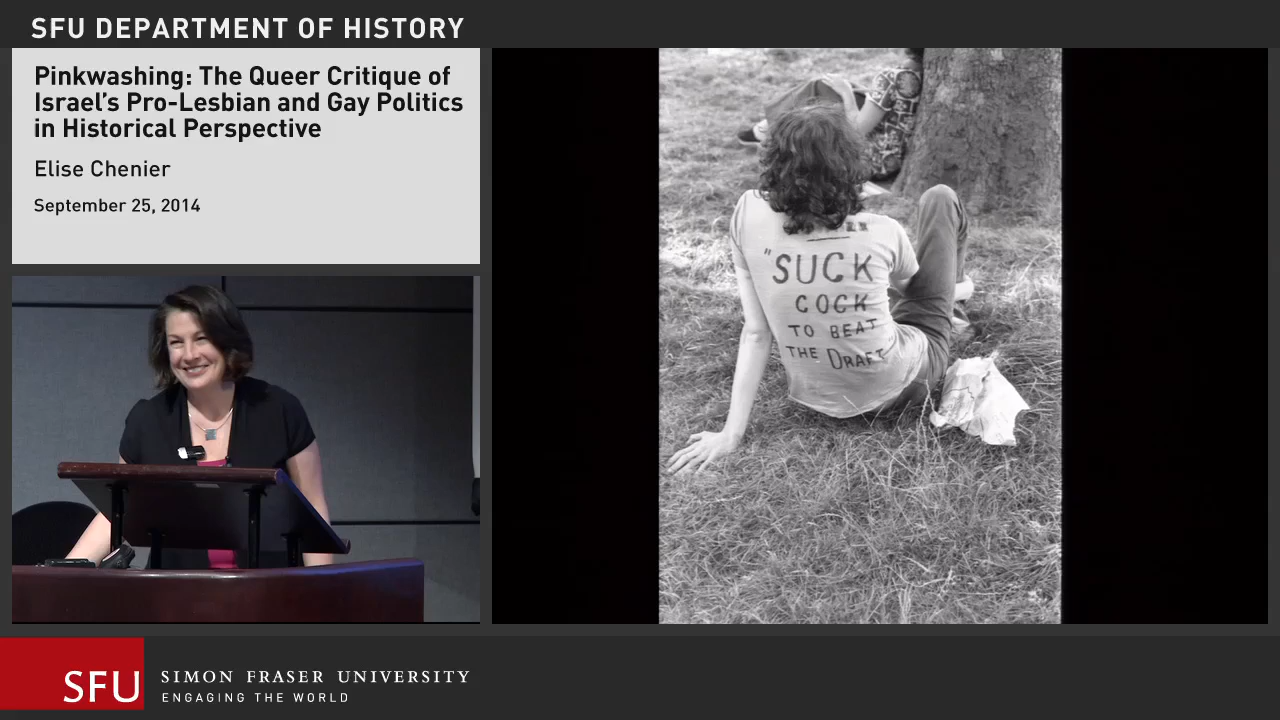 SFU DEPARTMENT OF HISTORY
Pinkwashing: The Queer Critique of
Israel's Pro-Lesbian and Gay Politics
in Historical Perspective
Elise Chenier
September 25, 2014
"SUCK
COCK
TO BEAT
THE DRAFT
SFU
SIMON FRASER UNIVERSITY
ENGAGING THE WORLD